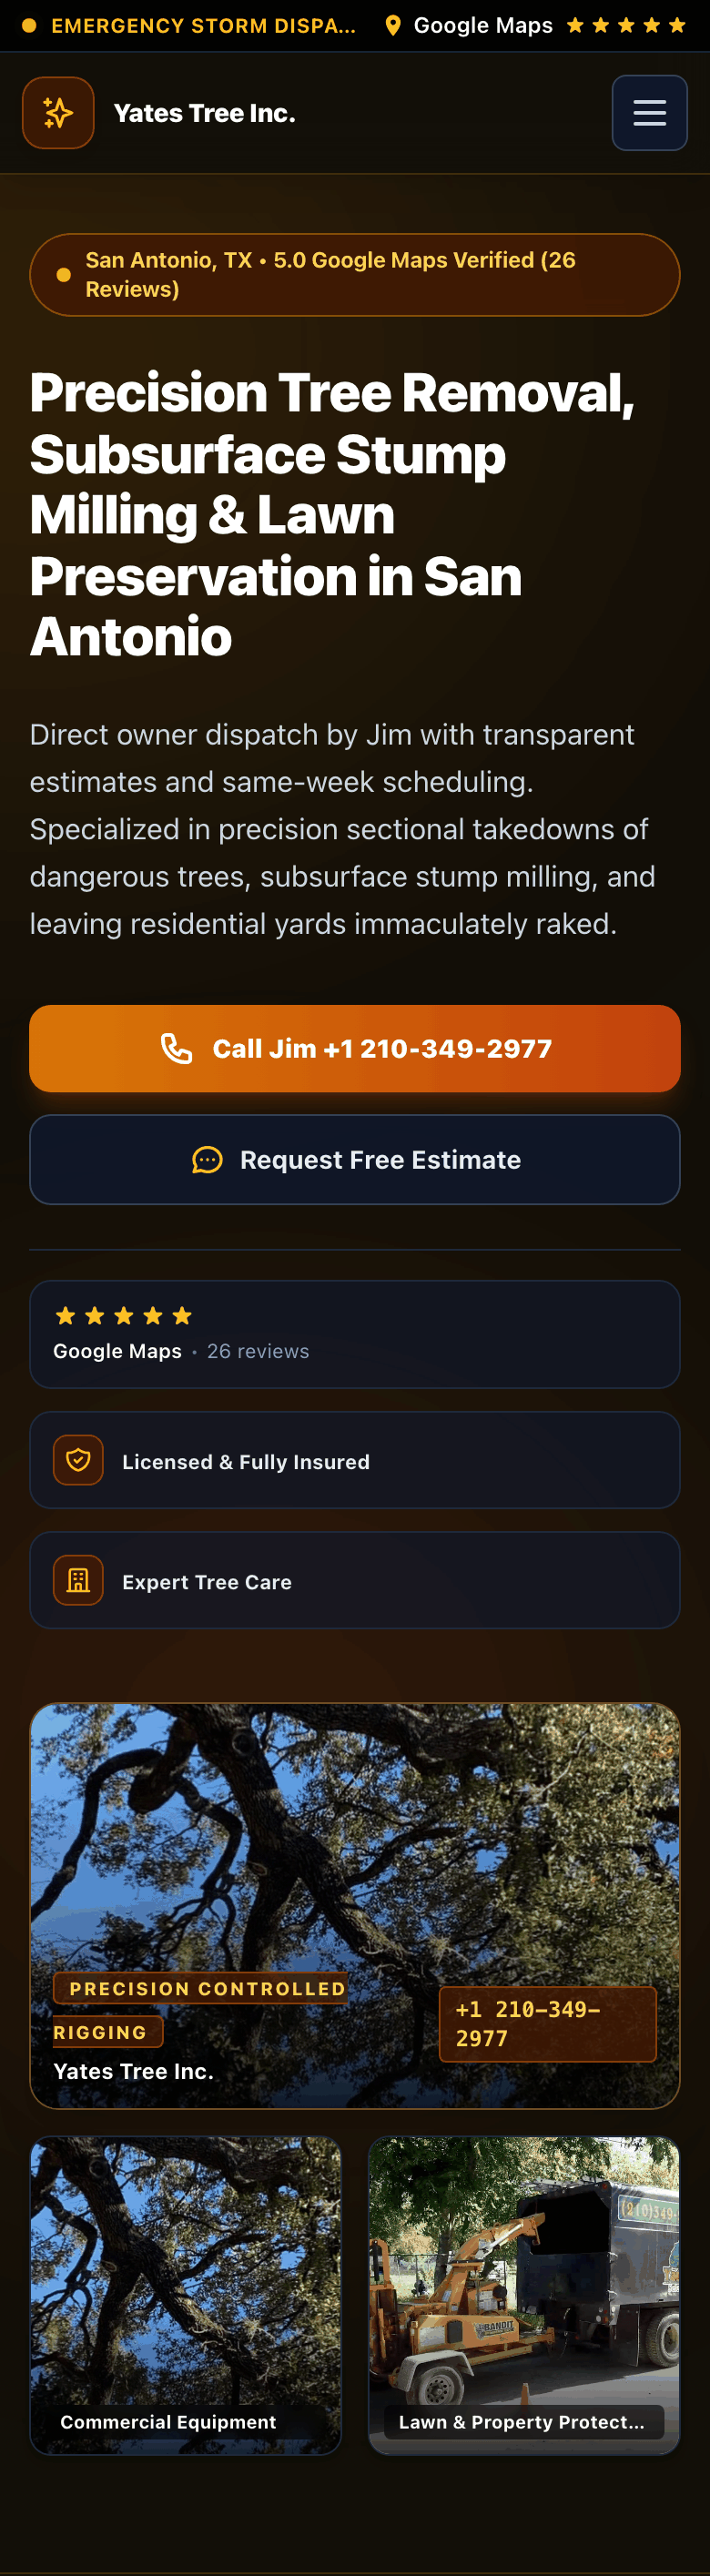 EMERGENCY STORM DISPA...
Google Maps
Yates Tree Inc.
San Antonio, TX • 5.0 Google Maps Verified (26
Reviews)
Precision Tree Removal,
Subsurface Stump
Milling & Lawn
Preservation in San
Antonio
Direct owner dispatch by Jim with transparent
estimates and same-week scheduling.
Specialized in precision sectional takedowns of
dangerous trees, subsurface stump milling, and
leaving residential yards immaculately raked.
Call Jim +1 210-349-2977
Request Free Estimate
Google Maps • 26 reviews
Licensed & Fully Insured
Expert Tree Care
PRECISION CONTROLLED
RIGGING
Yates Tree Inc.
+1 210-349-
2977
(210)349-
BANDIT
Commercial Equipment
Lawn & Property Protect...